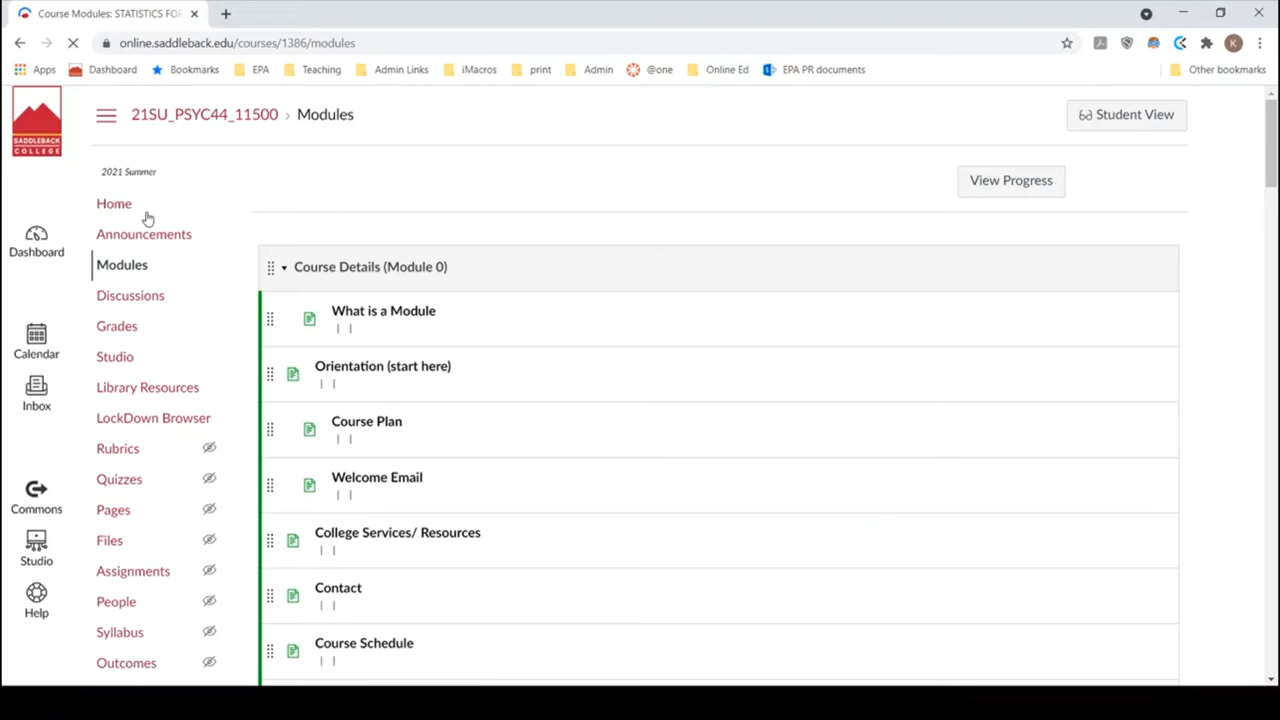 Course Modules: STATISTICS FOR
online.saddleback.edu/courses/1386/modules
K
Apps
Dashboard
Bookmarks
EPA
Teaching
Admin Links
iMacros
print
Admin
@one
Online Ed
EPA PR documents
Other bookmarks
SADDLEBACK
COLLEGE
21SU_PSYC44_11500 › Modules
Student View
2021 Summer
View Progress
Home
Announcements
Modules
Discussions
Grades
Studio
Library Resources
LockDown Browser
Rubrics
Quizzes
Pages
Files
Assignments
People
Syllabus
Outcomes
Dashboard
Calendar
Inbox
Commons
Studio
Help
Course Details (Module 0)
What is a Module
| |
Orientation (start here)
| |
Course Plan
| |
Welcome Email
| |
College Services/ Resources
| |
Contact
| |
Course Schedule
| |